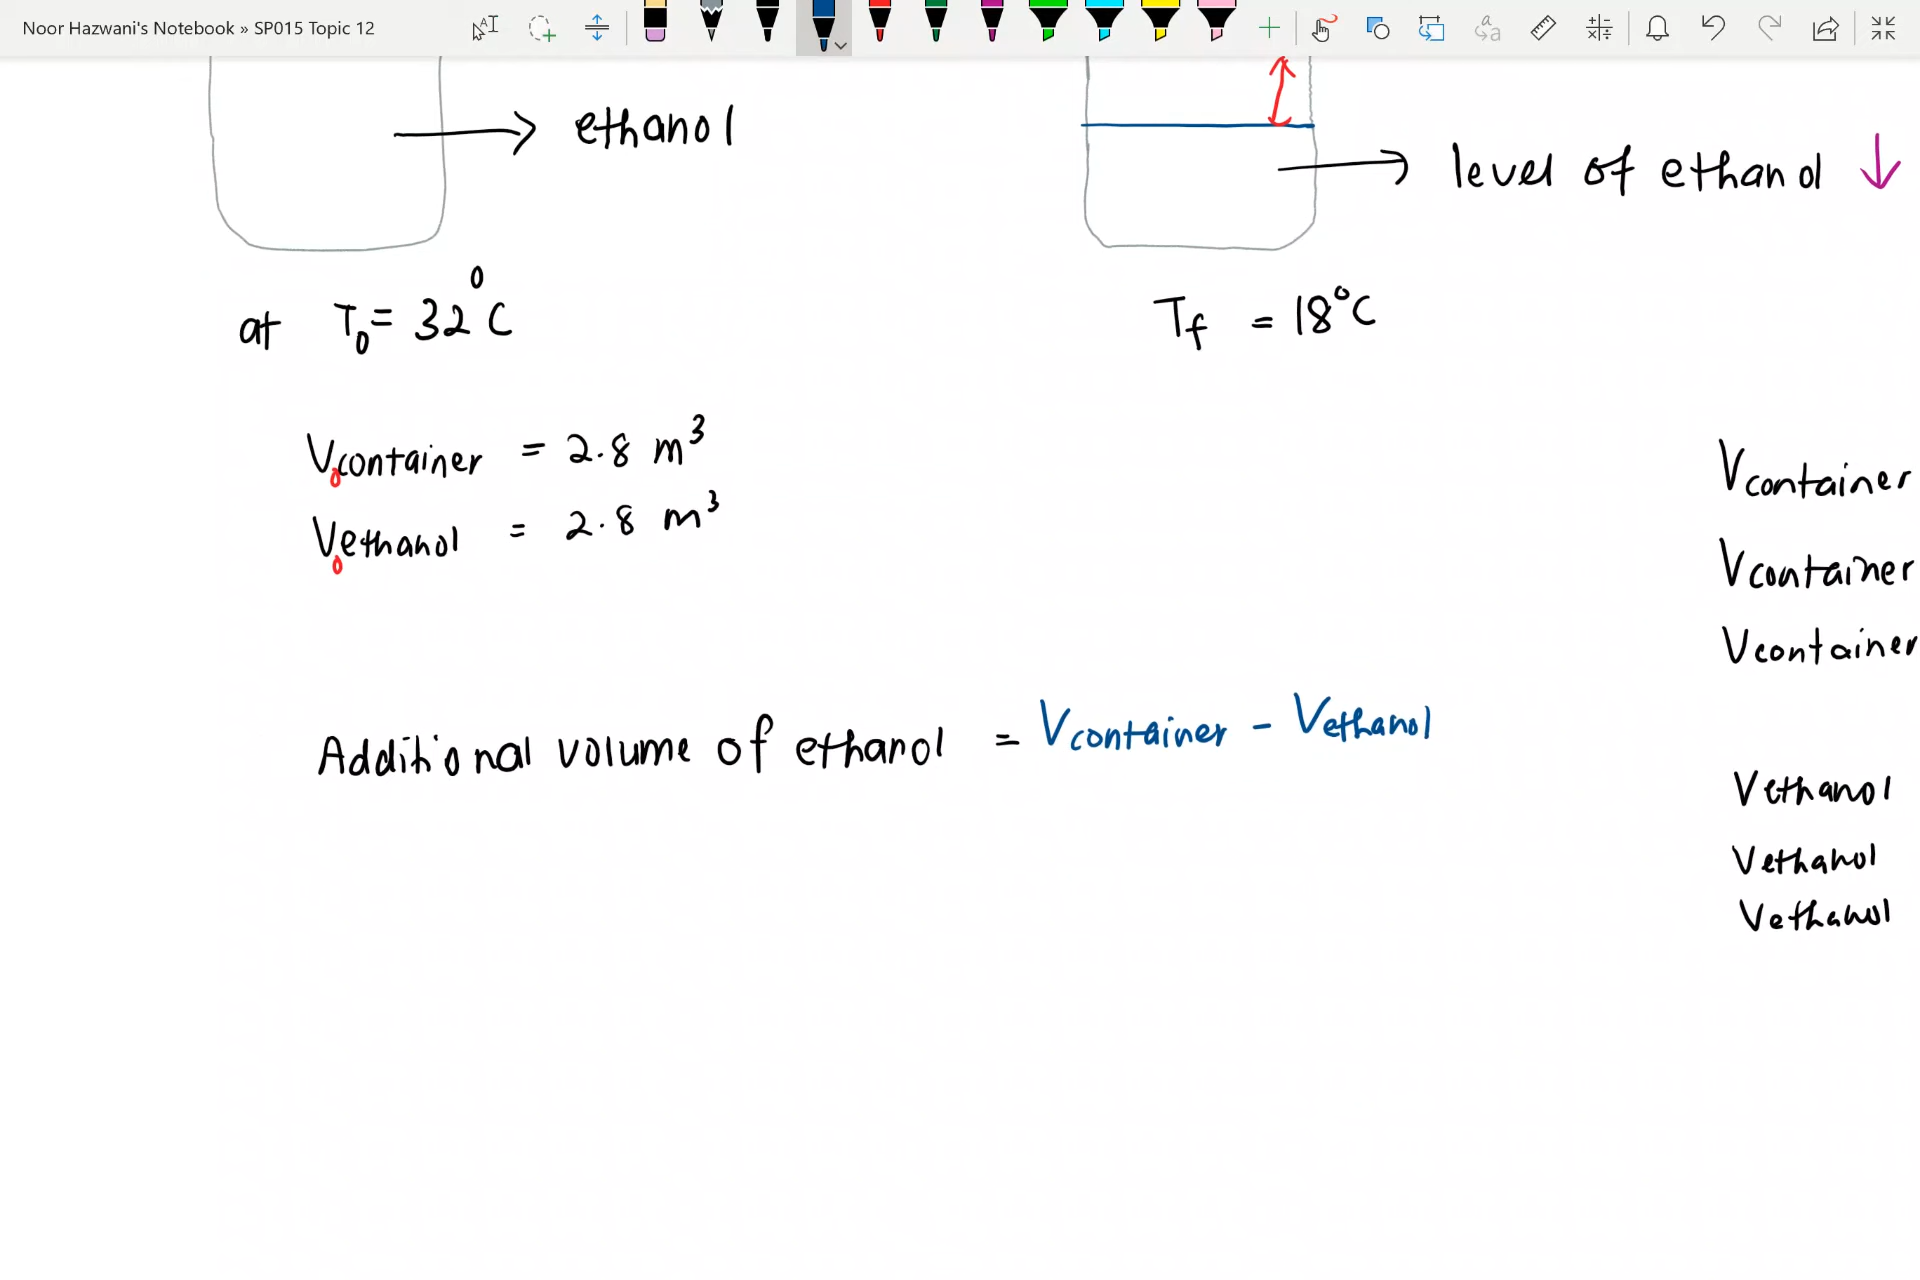 Noor Hazwani's Notebook » SP015 Topic 12
ethanol
level of ethanol ↓
at T₀ = 32°C
T_f = 18°C
V₀container = 2.8 m³
V₀ethanol = 2.8 m³
Vcontainer
Vcontainer
Vcontainer
Additional volume of ethanol = Vcontainer - Vethanol
Vethanol
Vethanol
Vethanol